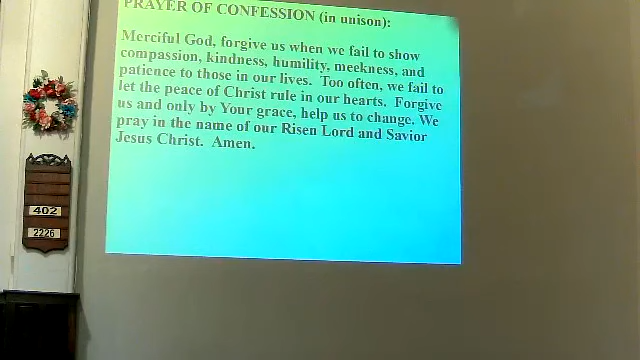 PRAYER OF CONFESSION (in unison):
Merciful God, forgive us when we fail to show
compassion, kindness, humility, meekness, and
patience to those in our lives. Too often, we fail to
let the peace of Christ rule in our hearts. Forgive
us and only by Your grace, help us to change. We
pray in the name of our Risen Lord and Savior
Jesus Christ. Amen.
402
2226